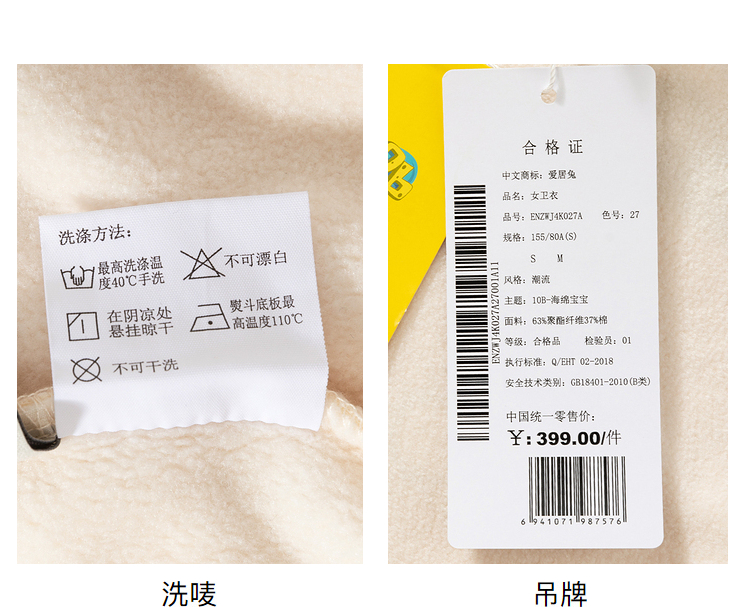 洗涤方法：
最高洗涤温
度40℃手洗
不可漂白
在阴凉处
悬挂晾干
熨斗底板最
高温度110℃
不可干洗
洗唛
合格证
中文商标：爱居兔
品名：女卫衣
品号：ENZWJ4K027A 色号：27
规格：155/80A(S)
S M
风格：潮流
主题：10B-海绵宝宝
面料：63%聚酯纤维37%棉
等级：合格品 检验员：01
执行标准：Q/EHT 02-2018
安全技术类别：GB18401-2010(B类)
中国统一零售价：
¥：399.00/件
6 941071 987576
ENZWJ4K027A27001A11
吊牌